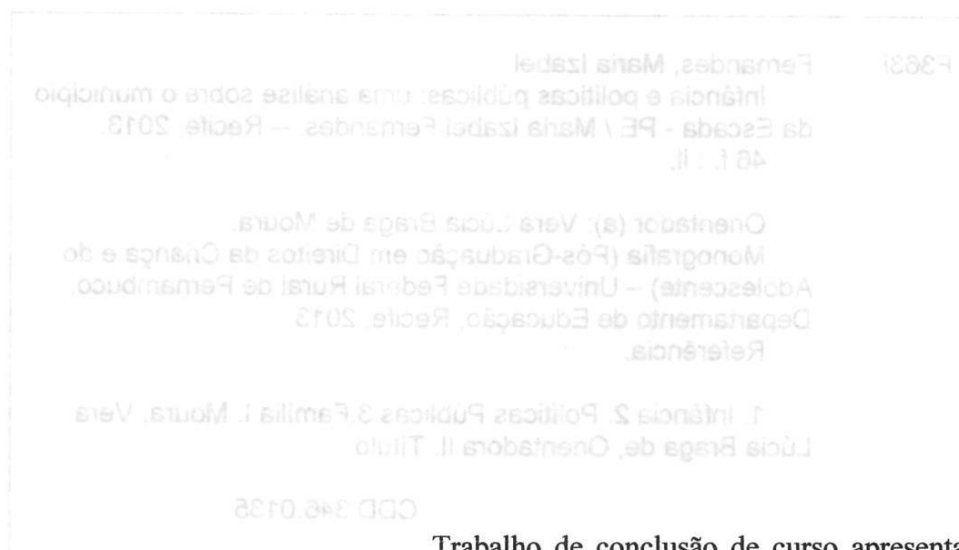 F363i Fernandes, Maria Izabel
Infância e políticas públicas: uma analise sobre o município
da Escada - PE / Maria Izabel Fernandes. – Recife, 2013.
46 f. : il.
Orientador (a): Vera Lúcia Braga de Moura.
Monografia (Pós-Graduação em Direitos da Criança e do
Adolescente) – Universidade Federal Rural de Pernambuco.
Departamento de Educação, Recife, 2013
Referência.
1. Infância 2. Políticas Públicas 3.Família I. Moura, Vera
Lúcia Braga de, Orientadora II. Título
CDD 346.0135
Trabalho de conclusão de curso apresenta